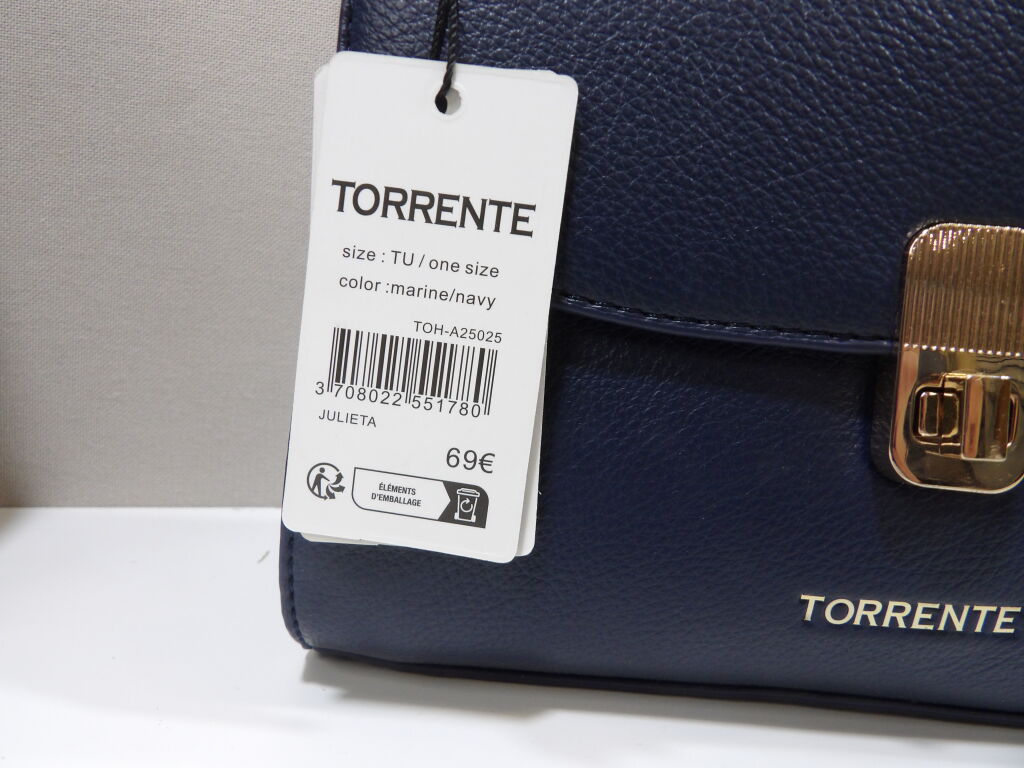 TORRENTE
size : TU / one size
color :marine/navy
TOH-A25025
3 708022 551780
JULIETA
69€
ÉLÉMENTS
D'EMBALLAGE
TORRENTE